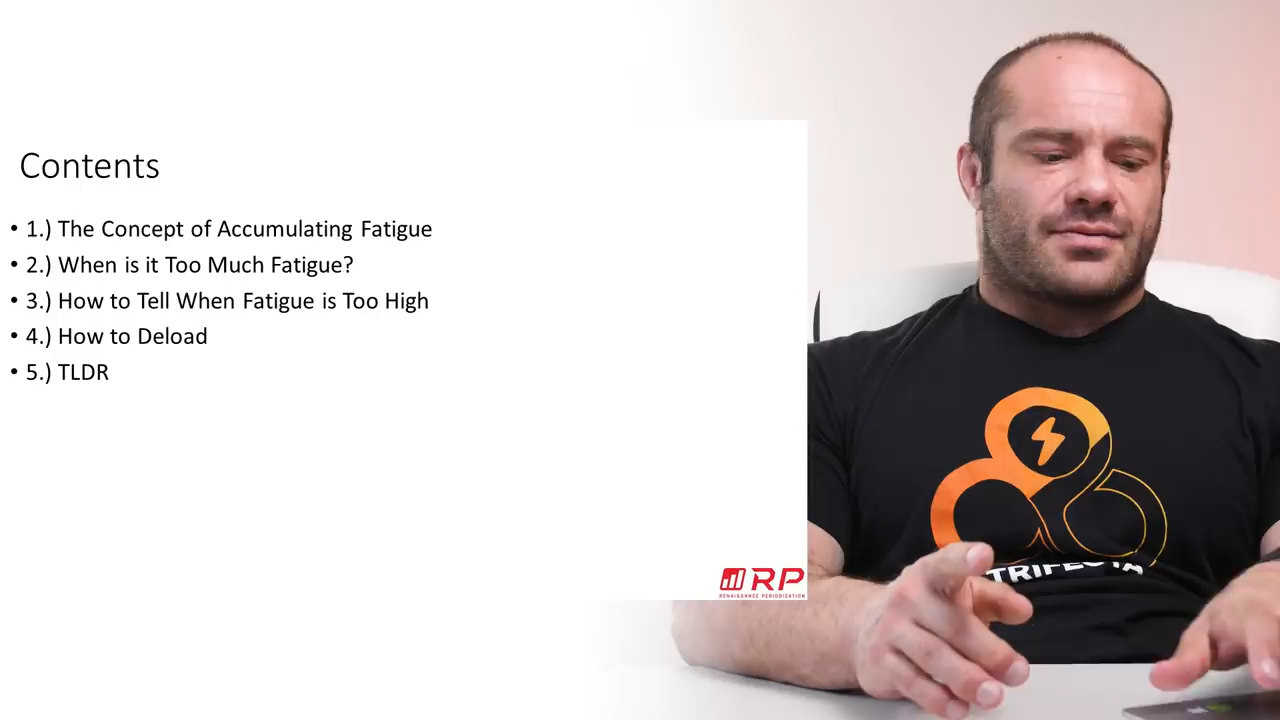 Contents
• 1.) The Concept of Accumulating Fatigue
• 2.) When is it Too Much Fatigue?
• 3.) How to Tell When Fatigue is Too High
• 4.) How to Deload
• 5.) TLDR
RP
RENAISSANCE PERIODIZATION
TRIFECTA